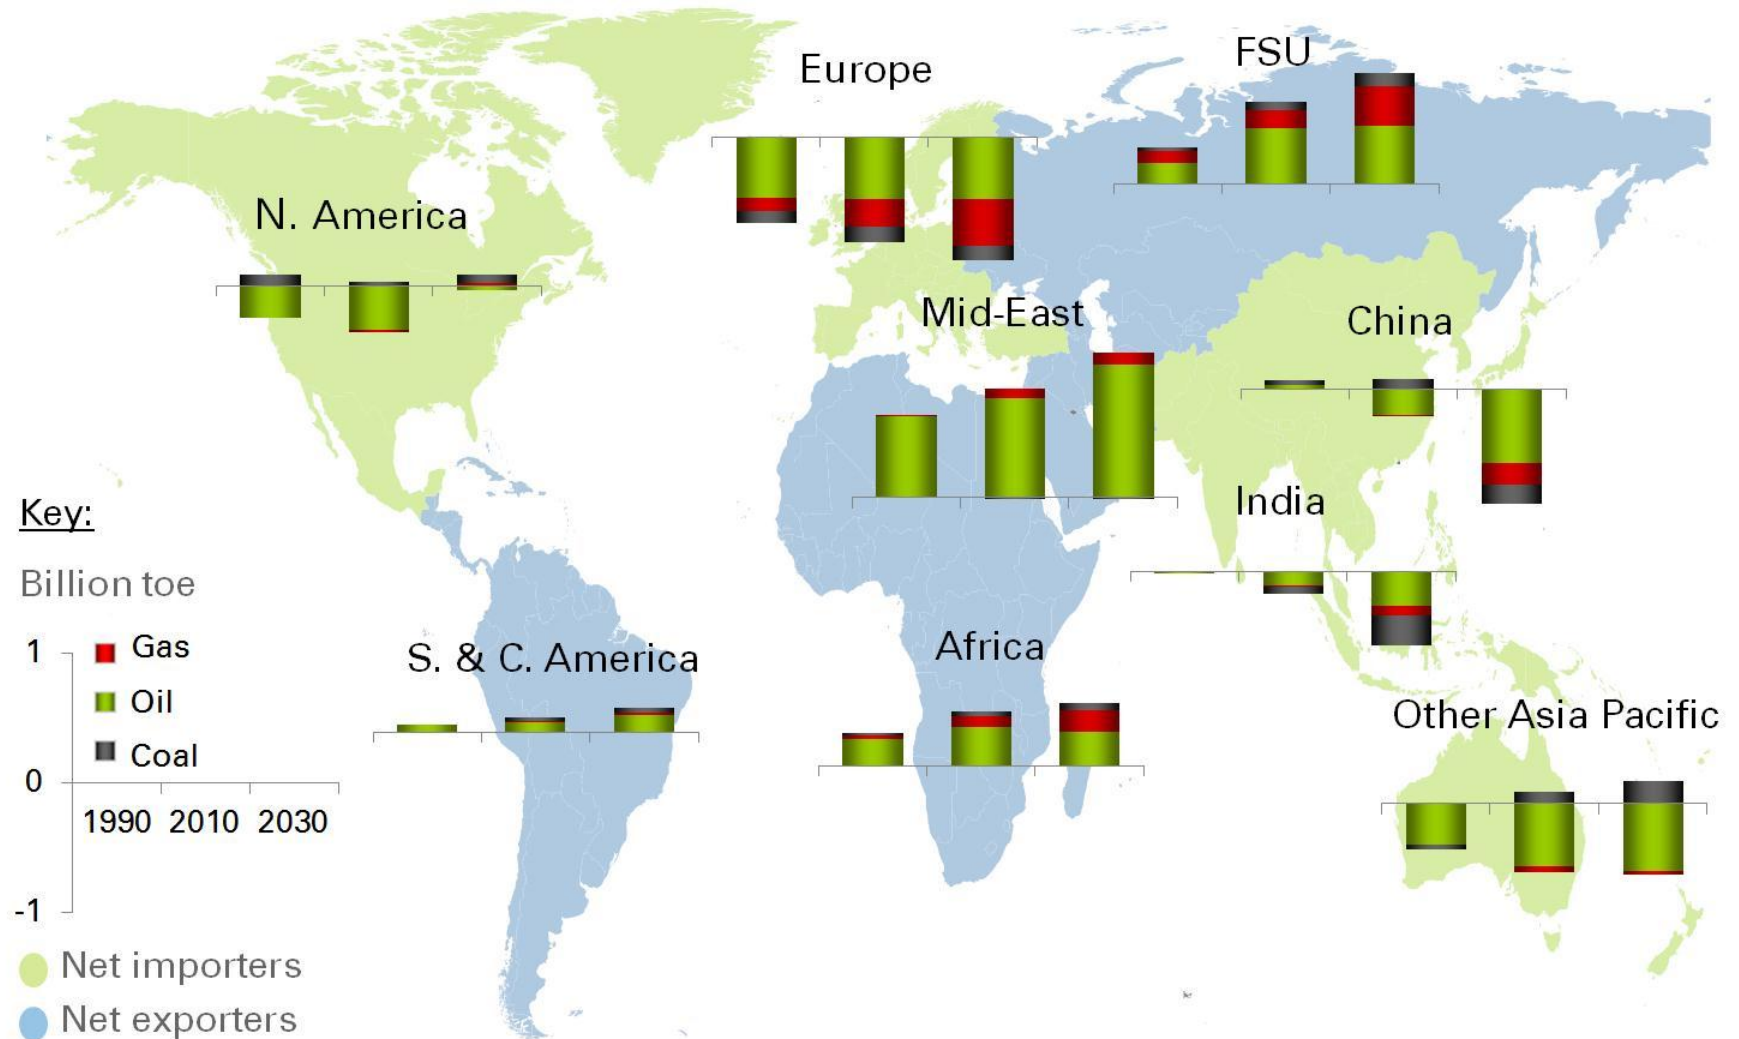 Europe
FSU
N. America
Mid-East
China
India
Key:
Billion toe
1
Gas
Oil
Coal
0
1990 2010 2030
-1
S. & C. America
Africa
Other Asia Pacific
Net importers
Net exporters